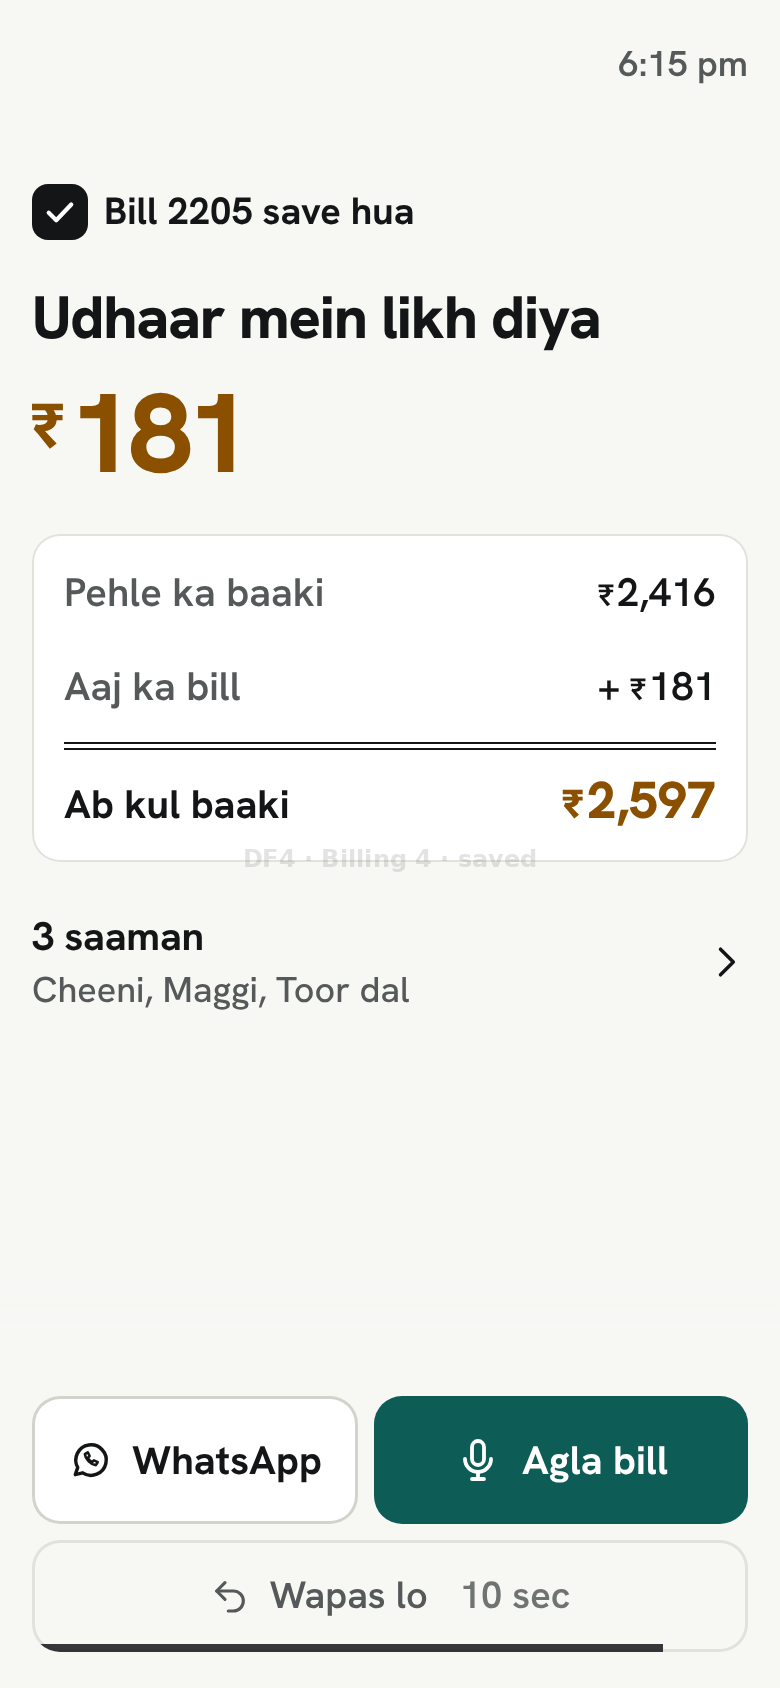 6:15 pm
Bill 2205 save hua
Udhaar mein likh diya
₹181
Pehle ka baaki ₹2,416
Aaj ka bill + ₹181
Ab kul baaki ₹2,597
DF4 · Billing 4 · saved
3 saaman
Cheeni, Maggi, Toor dal
WhatsApp Agla bill
Wapas lo 10 sec